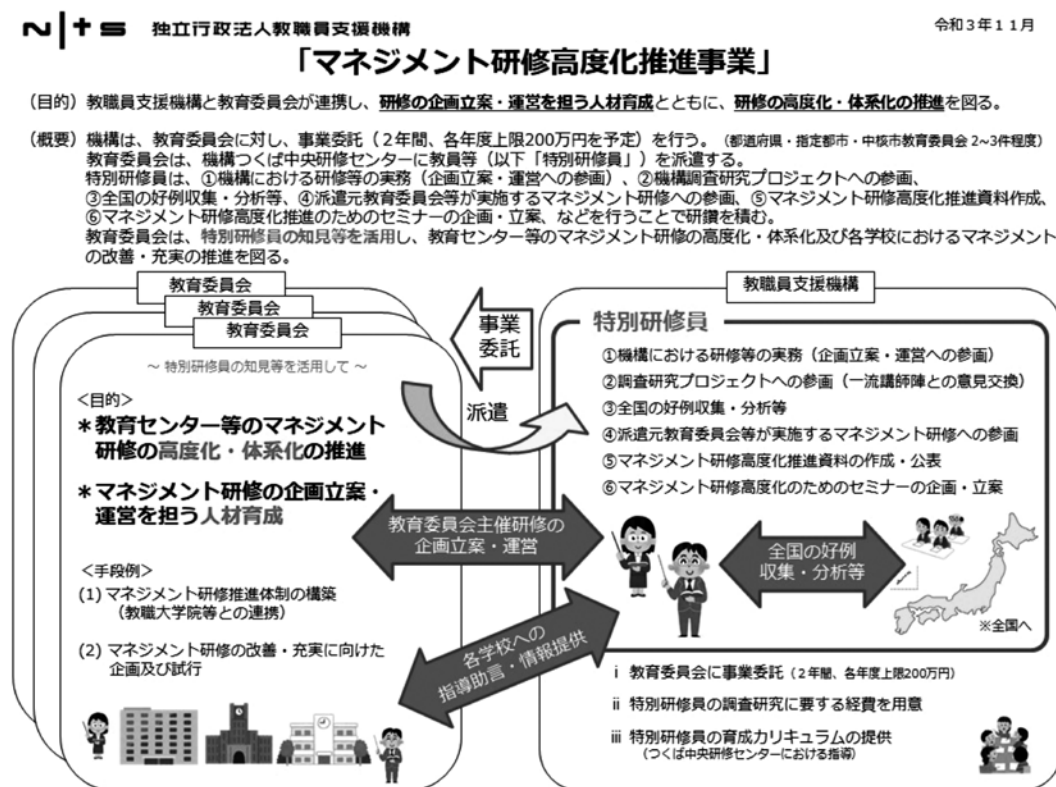 NITS 独立行政法人教職員支援機構
令和3年11月
「マネジメント研修高度化推進事業」
（目的）教職員支援機構と教育委員会が連携し、研修の企画立案・運営を担う人材育成とともに、研修の高度化・体系化の推進を図る。
（概要）機構は、教育委員会に対し、事業委託（２年間、各年度上限200万円を予定）を行う。（都道府県・指定都市・中核市教育委員会 2~3件程度）
教育委員会は、機構つくば中央研修センターに教員等（以下「特別研修員」）を派遣する。
特別研修員は、①機構における研修等の実務（企画立案・運営への参画）、②機構調査研究プロジェクトへの参画、
③全国の好例収集・分析等、④派遣元教育委員会等が実施するマネジメント研修への参画、⑤マネジメント研修高度化推進資料作成、
⑥マネジメント研修高度化推進のためのセミナーの企画・立案、などを行うことで研鑽を積む。
教育委員会は、特別研修員の知見等を活用し、教育センター等のマネジメント研修の高度化・体系化及び各学校におけるマネジメント
の改善・充実の推進を図る。
教育委員会
教育委員会
教育委員会
～ 特別研修員の知見等を活用して ～
＜目的＞
＊教育センター等のマネジメント
研修の高度化・体系化の推進
＊マネジメント研修の企画立案・
運営を担う人材育成
＜手段例＞
(1) マネジメント研修推進体制の構築
（教職大学院等との連携）
(2) マネジメント研修の改善・充実に向けた
企画及び試行
事業
委託
派遣
教育委員会主催研修の
企画立案・運営
各学校への
指導助言・情報提供
教職員支援機構
特別研修員
①機構における研修等の実務（企画立案・運営への参画）
②調査研究プロジェクトへの参画（一流講師陣との意見交換）
③全国の好例収集・分析等
④派遣元教育委員会等が実施するマネジメント研修への参画
⑤マネジメント研修高度化推進資料の作成・公表
⑥マネジメント研修高度化のためのセミナーの企画・立案
全国の好例
収集・分析等
※全国へ
ⅰ 教育委員会に事業委託（２年間、各年度上限200万円）
ⅱ 特別研修員の調査研究に要する経費を用意
ⅲ 特別研修員の育成カリキュラムの提供
（つくば中央研修センターにおける指導）